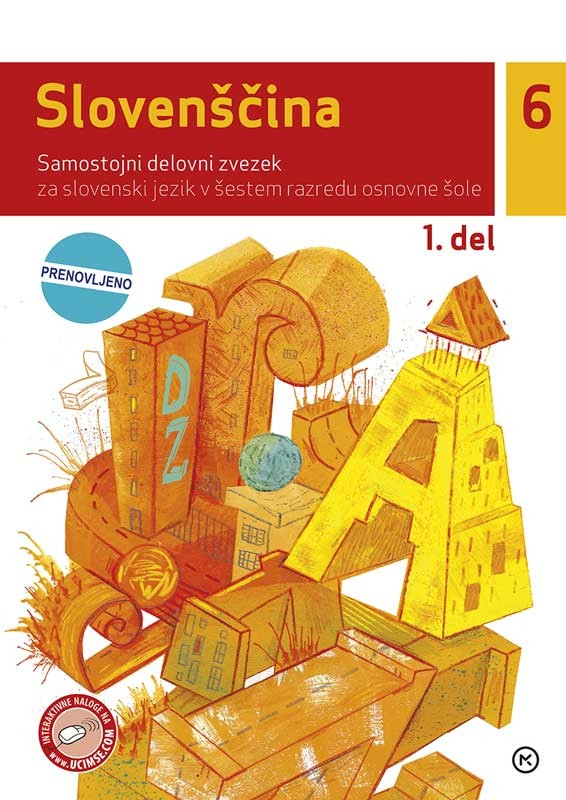 Slovenščina
6
Samostojni delovni zvezek
za slovenski jezik v šestem razredu osnovne šole
1. del
PRENOVLJENO
DZ
A
INTERAKTIVNE NALOGE NA
WWW.UCIMSE.COM